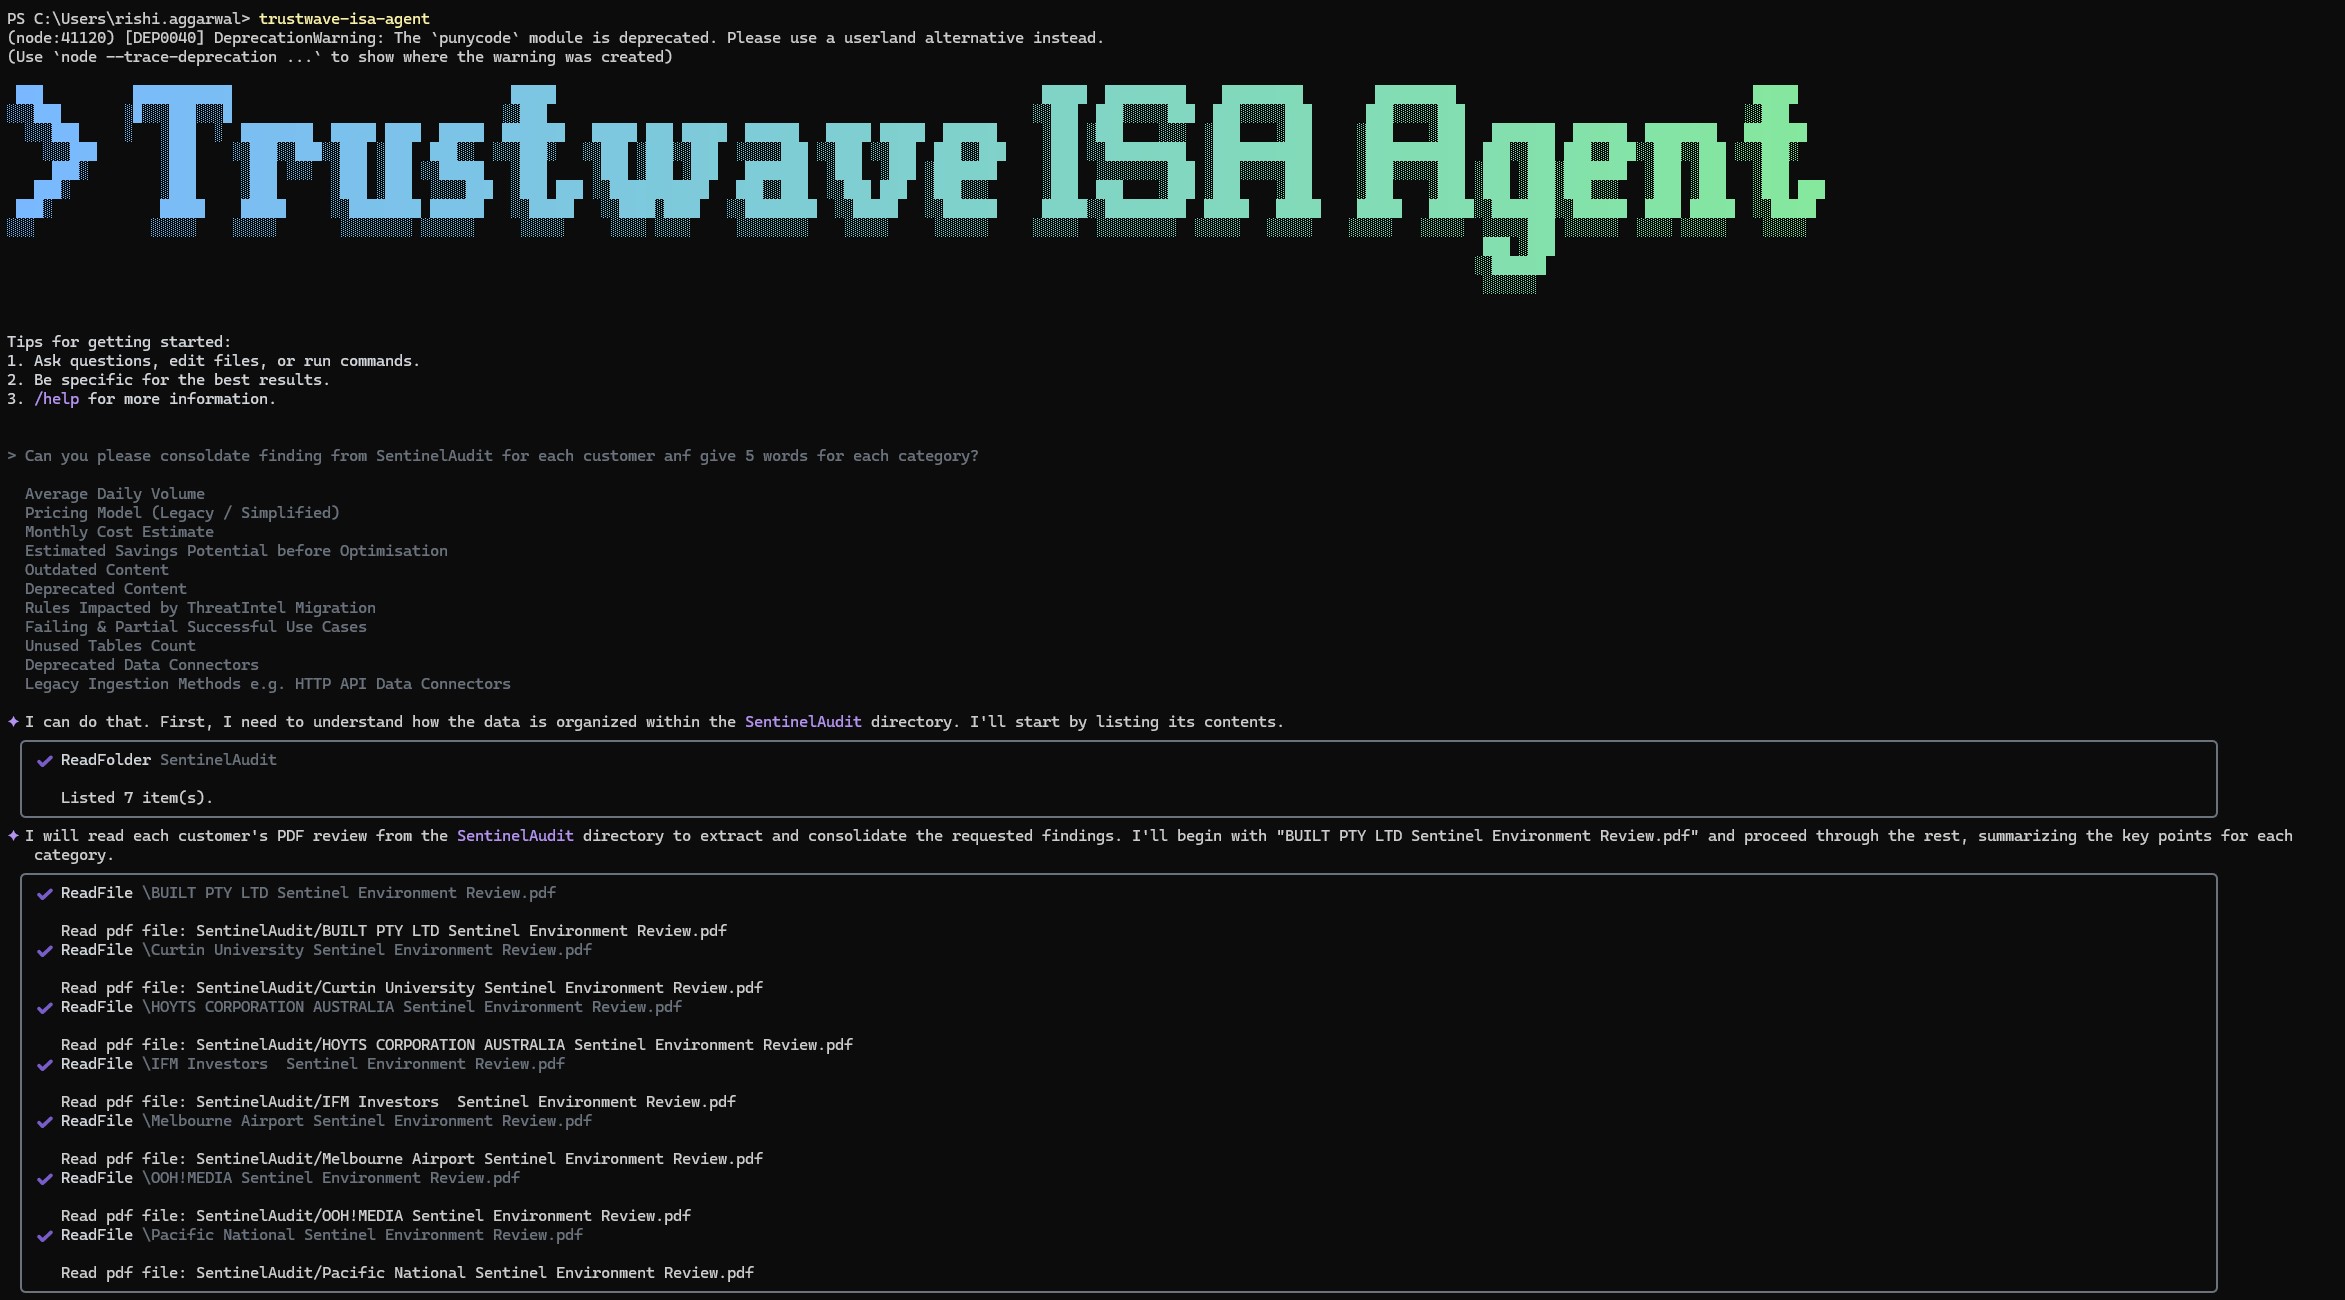 PS C:\Users\rishi.aggarwal> trustwave-isa-agent
(node:41120) [DEP0040] DeprecationWarning: The `punycode` module is deprecated. Please use a userland alternative instead.
(Use `node --trace-deprecation ...` to show where the warning was created)
> Trustwave ISA Agent
Tips for getting started:
1. Ask questions, edit files, or run commands.
2. Be specific for the best results.
3. /help for more information.
> Can you please consoldate finding from SentinelAudit for each customer anf give 5 words for each category?
Average Daily Volume
Pricing Model (Legacy / Simplified)
Monthly Cost Estimate
Estimated Savings Potential before Optimisation
Outdated Content
Deprecated Content
Rules Impacted by ThreatIntel Migration
Failing & Partial Successful Use Cases
Unused Tables Count
Deprecated Data Connectors
Legacy Ingestion Methods e.g. HTTP API Data Connectors
✦ I can do that. First, I need to understand how the data is organized within the SentinelAudit directory. I'll start by listing its contents.
✔ ReadFolder SentinelAudit
Listed 7 item(s).
✦ I will read each customer's PDF review from the SentinelAudit directory to extract and consolidate the requested findings. I'll begin with "BUILT PTY LTD Sentinel Environment Review.pdf" and proceed through the rest, summarizing the key points for each
category.
✔ ReadFile \BUILT PTY LTD Sentinel Environment Review.pdf
Read pdf file: SentinelAudit/BUILT PTY LTD Sentinel Environment Review.pdf
✔ ReadFile \Curtin University Sentinel Environment Review.pdf
Read pdf file: SentinelAudit/Curtin University Sentinel Environment Review.pdf
✔ ReadFile \HOYTS CORPORATION AUSTRALIA Sentinel Environment Review.pdf
Read pdf file: SentinelAudit/HOYTS CORPORATION AUSTRALIA Sentinel Environment Review.pdf
✔ ReadFile \IFM Investors  Sentinel Environment Review.pdf
Read pdf file: SentinelAudit/IFM Investors  Sentinel Environment Review.pdf
✔ ReadFile \Melbourne Airport Sentinel Environment Review.pdf
Read pdf file: SentinelAudit/Melbourne Airport Sentinel Environment Review.pdf
✔ ReadFile \OOH!MEDIA Sentinel Environment Review.pdf
Read pdf file: SentinelAudit/OOH!MEDIA Sentinel Environment Review.pdf
✔ ReadFile \Pacific National Sentinel Environment Review.pdf
Read pdf file: SentinelAudit/Pacific National Sentinel Environment Review.pdf